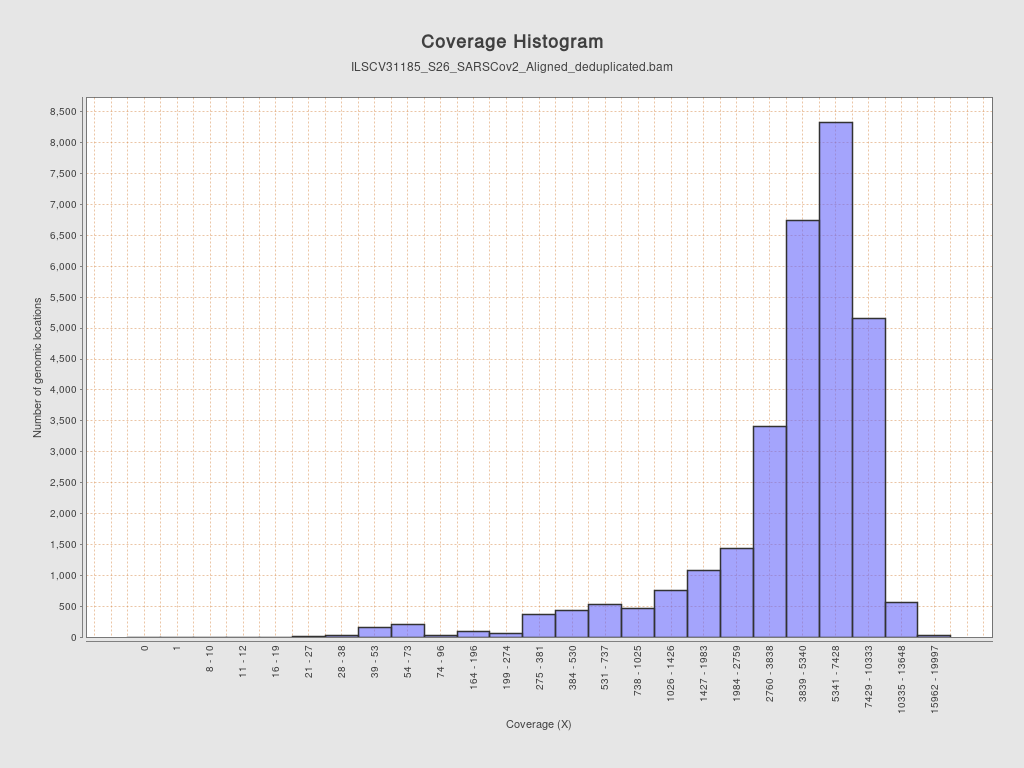 Coverage Histogram
ILSCV31185_S26_SARSCov2_Aligned_deduplicated.bam
8,500
8,000
7,500
7,000
6,500
6,000
5,500
5,000
4,500
4,000
3,500
3,000
2,500
2,000
1,500
1,000
500
0
Number of genomic locations
0
1
8 - 10
11 - 12
16 - 19
21 - 27
28 - 38
39 - 53
54 - 73
74 - 96
164 - 196
199 - 274
275 - 381
384 - 530
531 - 737
738 - 1025
1026 - 1426
1427 - 1983
1984 - 2759
2760 - 3838
3839 - 5340
5341 - 7428
7429 - 10333
10335 - 13648
15962 - 19997
Coverage (X)